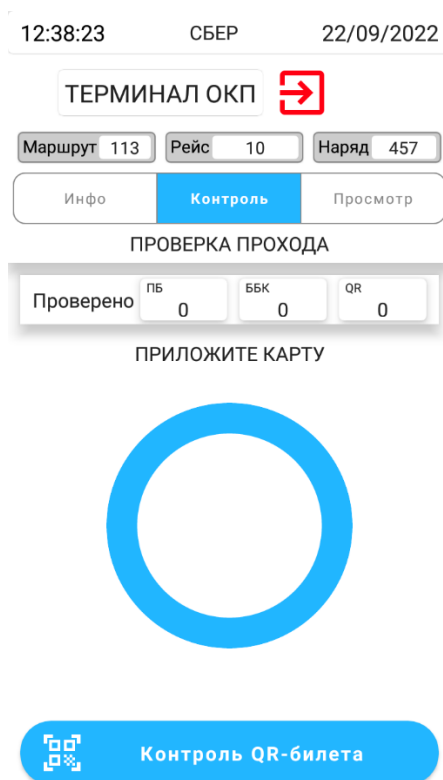 12:38:23 СБЕР 22/09/2022
ТЕРМИНАЛ ОКП
Маршрут 113 Рейс 10 Наряд 457
Инфо Контроль Просмотр
ПРОВЕРКА ПРОХОДА
Проверено ПБ 0 ББК 0 QR 0
ПРИЛОЖИТЕ КАРТУ
Контроль QR-билета